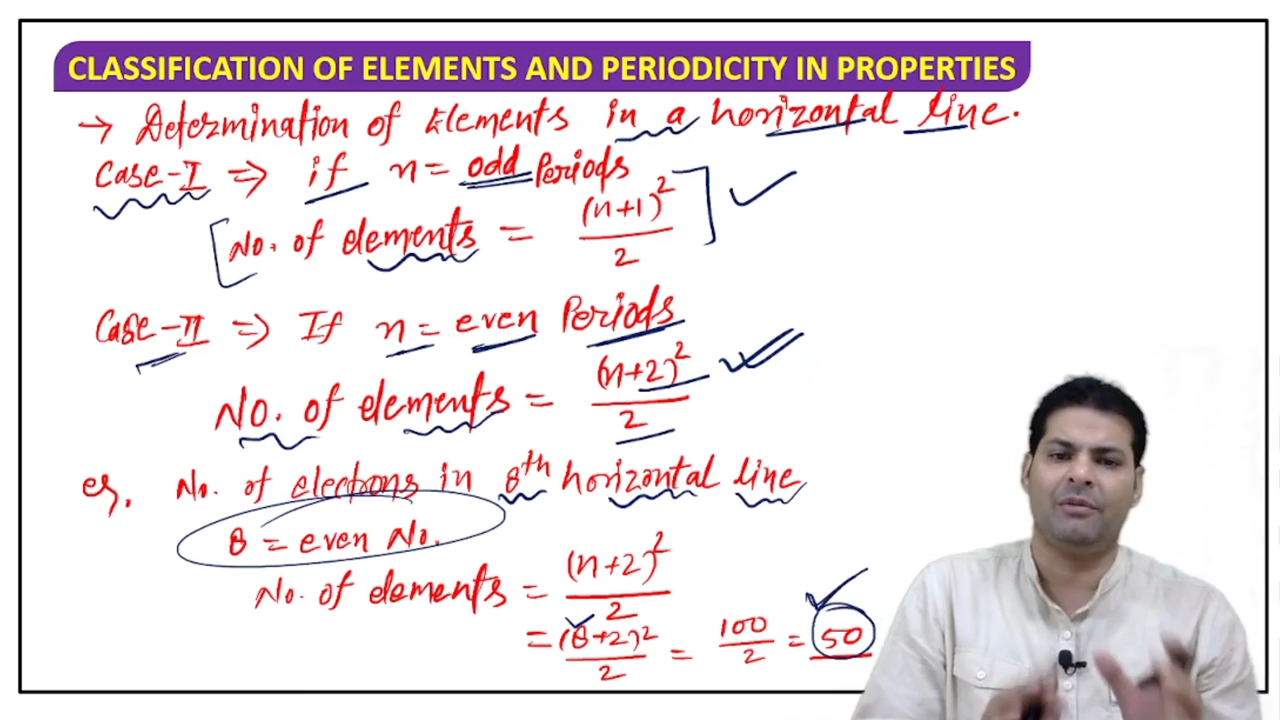 CLASSIFICATION OF ELEMENTS AND PERIODICITY IN PROPERTIES
→ Determination of Elements in a horizontal line.
Case-I ⇒ if n = odd Periods
No. of elements = (n+1)²/2
Case-II ⇒ If n = even Periods
No. of elements = (n+2)²/2
eg. No. of electrons in 8th horizontal line
8 = even No.
No. of elements = (n+2)²/2
= (8+2)²/2 = 100/2 = 50